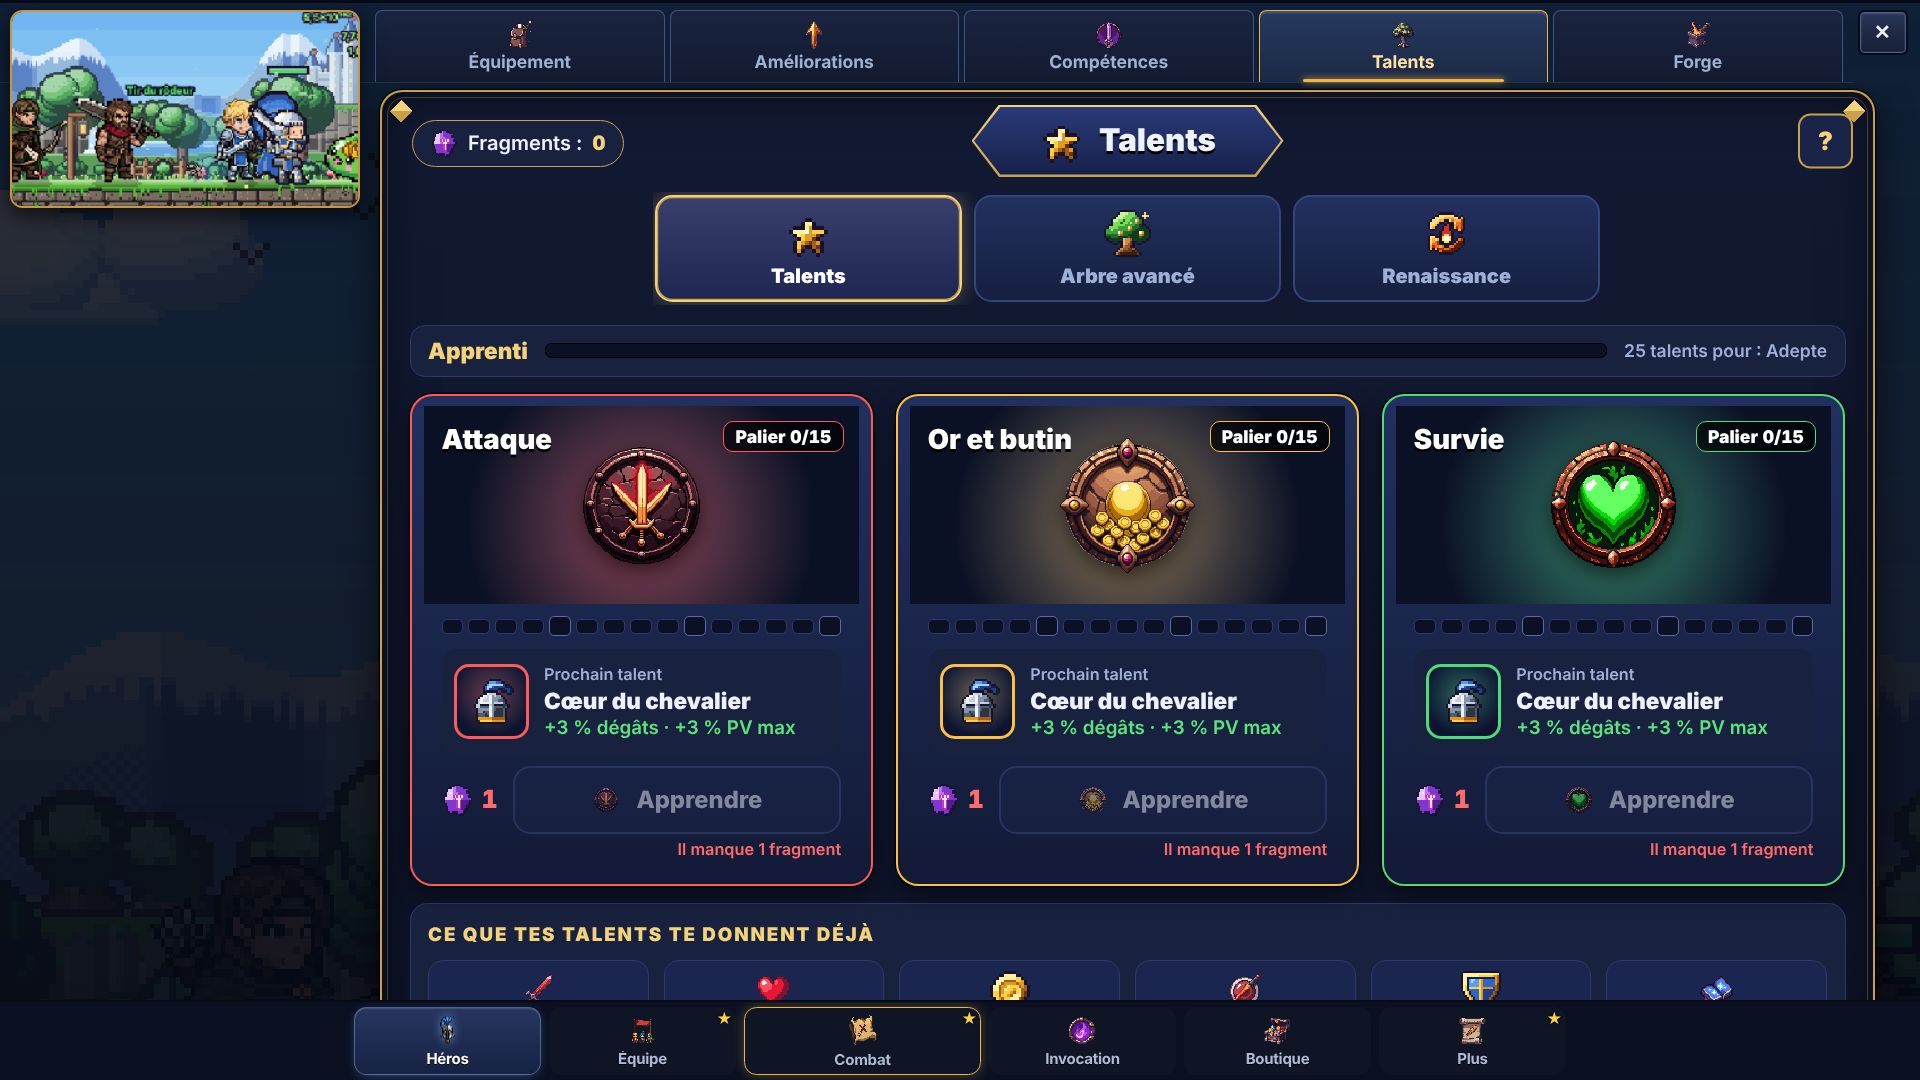 Tir du rôdeur
Équipement
Améliorations
Compétences
Talents
Forge
×
Fragments : 0
Talents
?
Talents
Arbre avancé
Renaissance
Apprenti
25 talents pour : Adepte
Attaque
Palier 0/15
Prochain talent
Cœur du chevalier
+3 % dégâts · +3 % PV max
1
Apprendre
Il manque 1 fragment
Or et butin
Palier 0/15
Prochain talent
Cœur du chevalier
+3 % dégâts · +3 % PV max
1
Apprendre
Il manque 1 fragment
Survie
Palier 0/15
Prochain talent
Cœur du chevalier
+3 % dégâts · +3 % PV max
1
Apprendre
Il manque 1 fragment
CE QUE TES TALENTS TE DONNENT DÉJÀ
Héros
Équipe
Combat
Invocation
Boutique
Plus